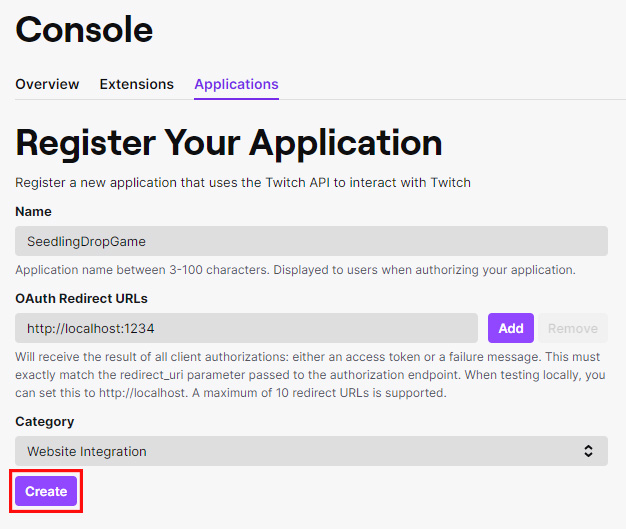 Console
Overview Extensions Applications
Register Your Application
Register a new application that uses the Twitch API to interact with Twitch
Name
SeedlingDropGame
Application name between 3-100 characters. Displayed to users when authorizing your application.
OAuth Redirect URLs
http://localhost:1234 Add Remove
Will receive the result of all client authorizations: either an access token or a failure message. This must
exactly match the redirect_uri parameter passed to the authorization endpoint. When testing locally, you
can set this to http://localhost. A maximum of 10 redirect URLs is supported.
Category
Website Integration
Create